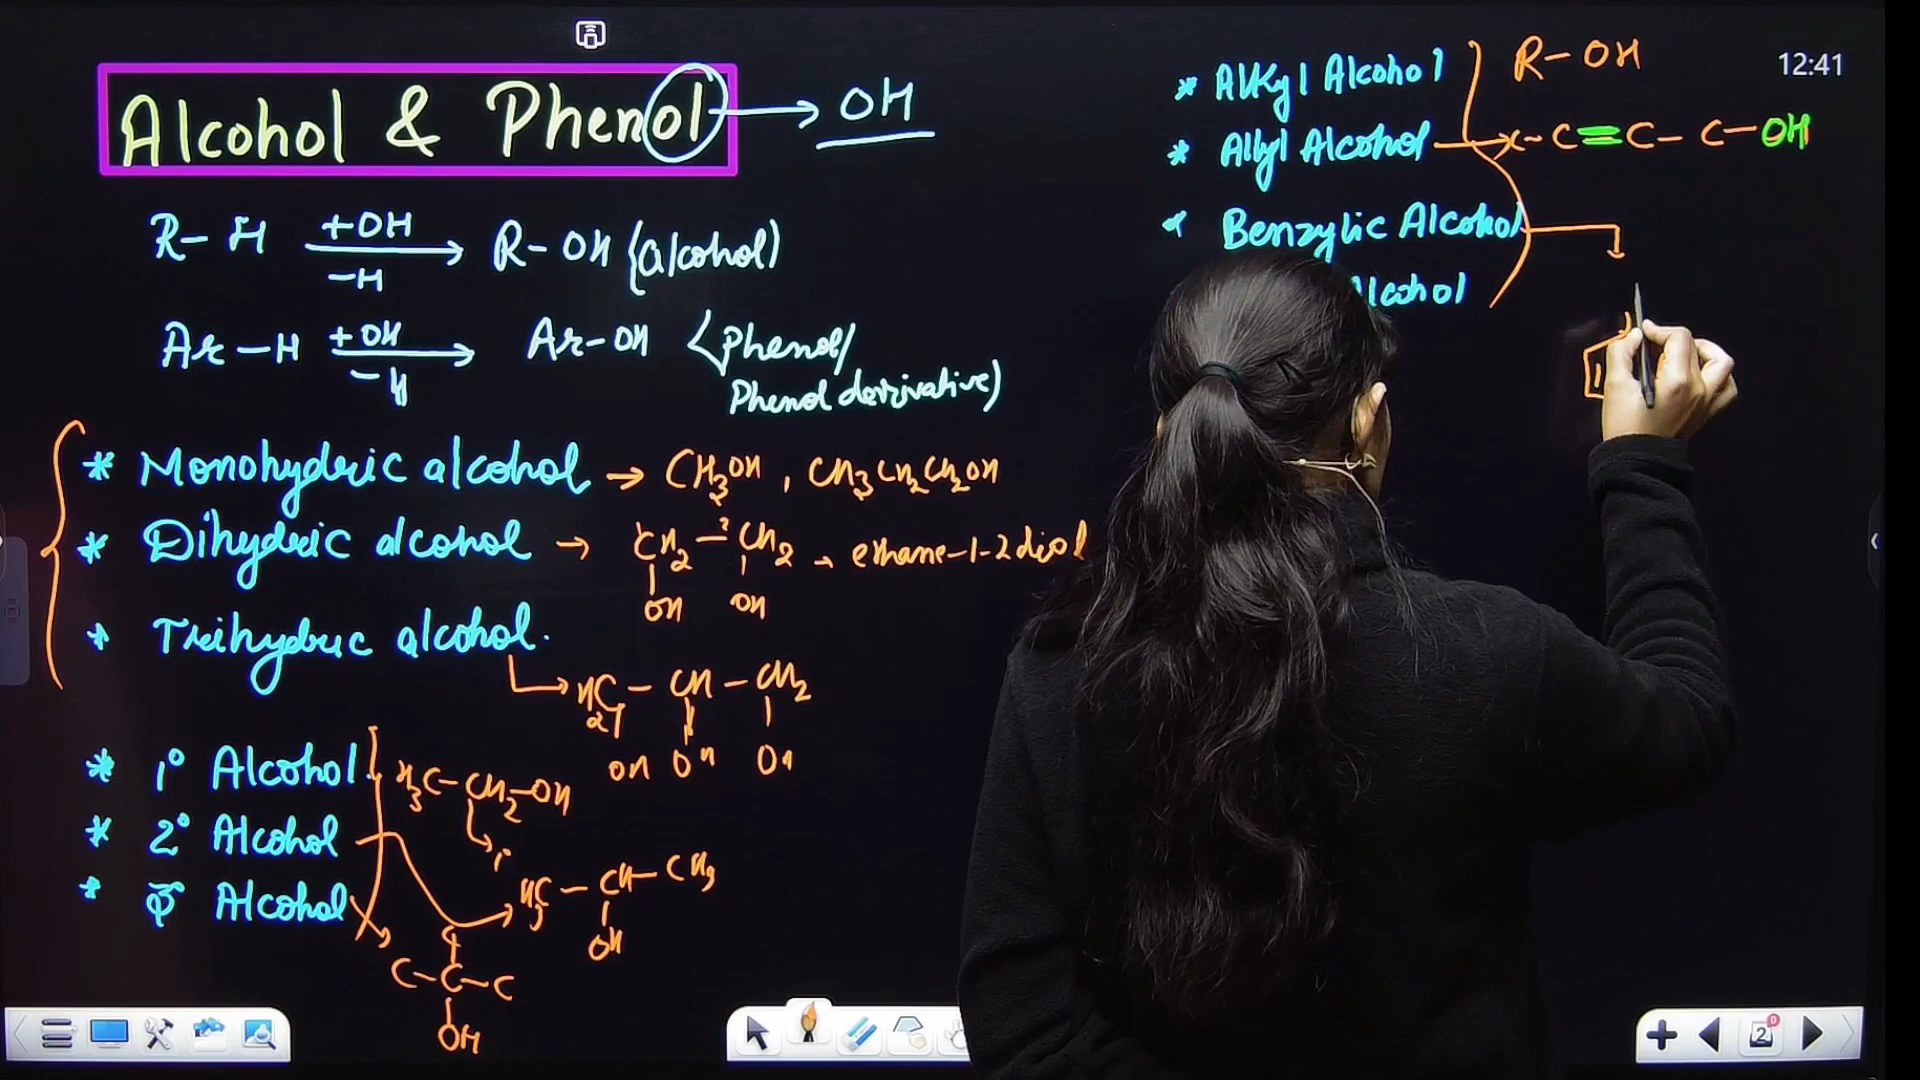 Alcohol & Phenol → OH
R-H +OH -H → R-OH (alcohol)
Ar-H +OH -H → Ar-OH (Phenol/
Phenol derivative)
* Monohydric alcohol → CH3OH, CH3CH2CH2OH
* Dihydric alcohol → CH2-CH2 → ethane-1-2diol
OH OH
* Trihydric alcohol.
H2C - CH - CH2
OH OH OH
* 1° Alcohol H3C-CH2-OH
1°
* 2° Alcohol
H3C - CH - CH3
OH
* 3° Alcohol
C
C-C-C
OH
* Alkyl Alcohol R-OH
* Allyl Alcohol C=C-C-OH
* Benzylic Alcohol
lcohol
12:41
2
0